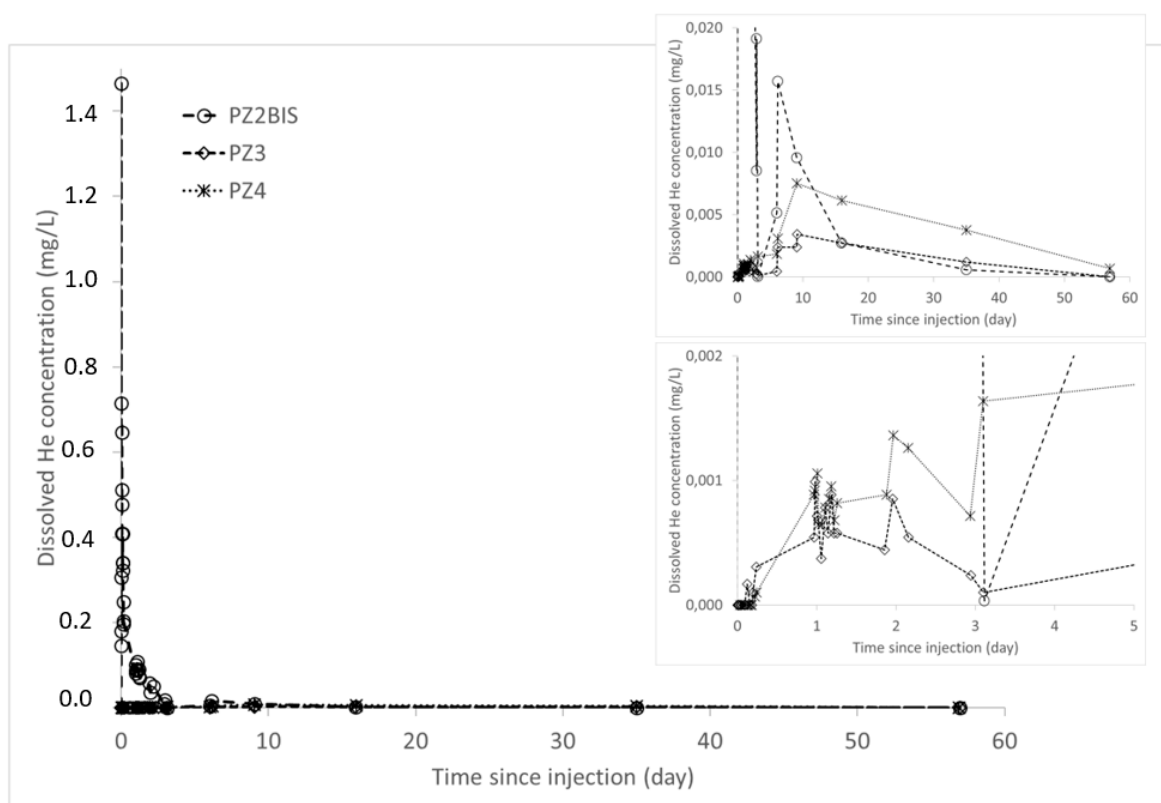 Dissolved He concentration (mg/L)
1.4
1.2
1.0
0.8
0.6
0.4
0.2
0.0
0 10 20 30 40 50 60
Time since injection (day)
PZ2BIS
PZ3
PZ4
Dissolved He concentration (mg/L)
0,020
0,015
0,010
0,005
0,000
0 10 20 30 40 50 60
Time since injection (day)
Dissolved He concentration (mg/L)
0,002
0,001
0,000
0 1 2 3 4 5
Time since injection (day)